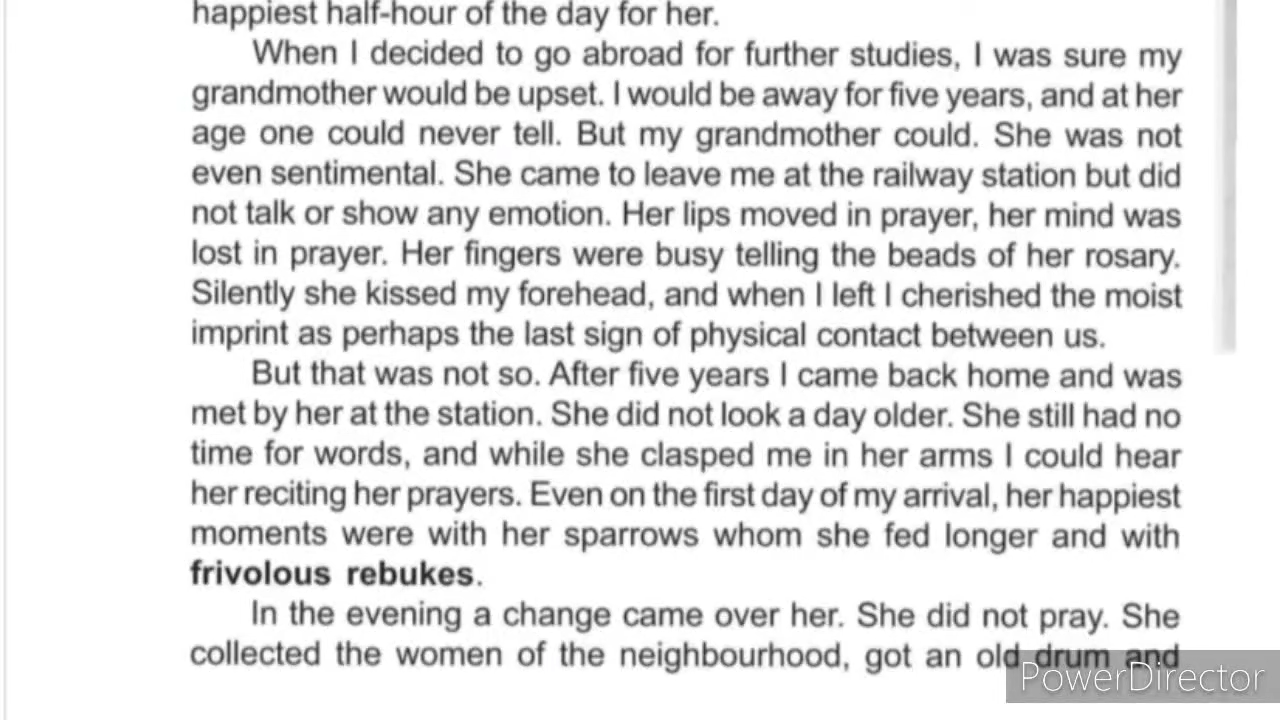 happiest half-hour of the day for her.
When I decided to go abroad for further studies, I was sure my
grandmother would be upset. I would be away for five years, and at her
age one could never tell. But my grandmother could. She was not
even sentimental. She came to leave me at the railway station but did
not talk or show any emotion. Her lips moved in prayer, her mind was
lost in prayer. Her fingers were busy telling the beads of her rosary.
Silently she kissed my forehead, and when I left I cherished the moist
imprint as perhaps the last sign of physical contact between us.
But that was not so. After five years I came back home and was
met by her at the station. She did not look a day older. She still had no
time for words, and while she clasped me in her arms I could hear
her reciting her prayers. Even on the first day of my arrival, her happiest
moments were with her sparrows whom she fed longer and with
frivolous rebukes.
In the evening a change came over her. She did not pray. She
collected the women of the neighbourhood, got an old drum and
PowerDirector